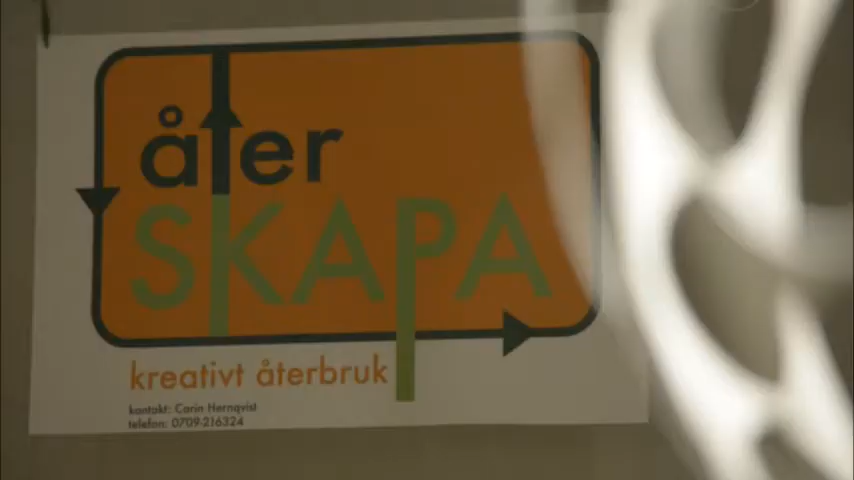 åter
SKAPA
kreativt återbruk
kontakt: Carin Hernqvist
telefon: 0709-216324